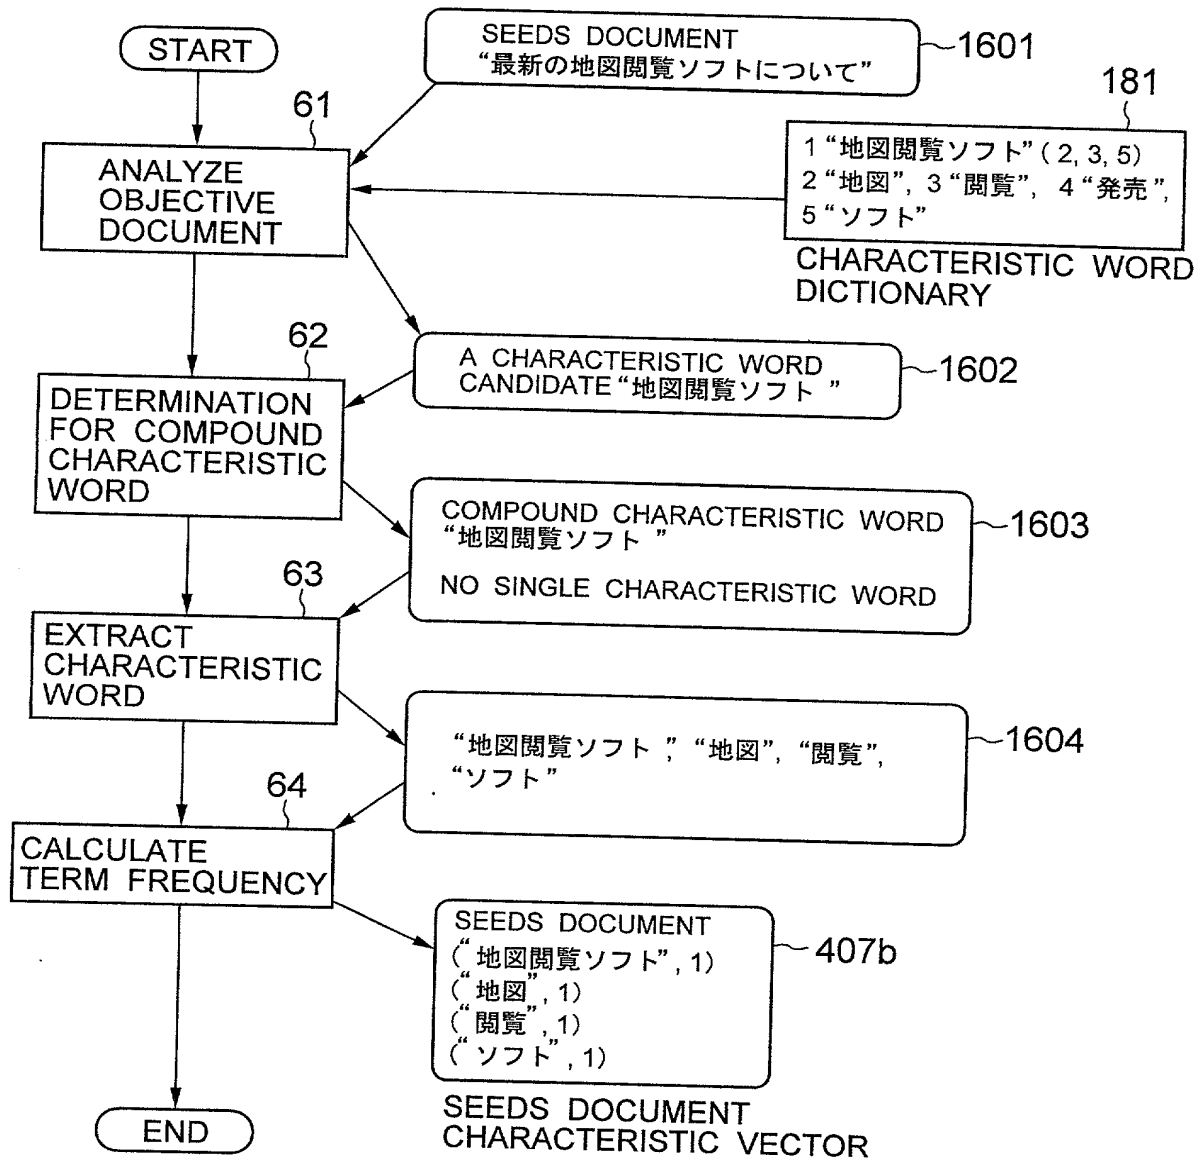 START
SEEDS DOCUMENT
“最新の地図閲覧ソフトについて”
1601
181
1 “地図閲覧ソフト” ( 2, 3, 5)
2 “地図”, 3 “閲覧”, 4 “発売”,
5 “ソフト”
CHARACTERISTIC WORD
DICTIONARY
61
ANALYZE
OBJECTIVE
DOCUMENT
62
A CHARACTERISTIC WORD
CANDIDATE “地図閲覧ソフト ”
1602
DETERMINATION
FOR COMPOUND
CHARACTERISTIC
WORD
COMPOUND CHARACTERISTIC WORD
“地図閲覧ソフト ”
NO SINGLE CHARACTERISTIC WORD
1603
63
EXTRACT
CHARACTERISTIC
WORD
“地図閲覧ソフト ”, “地図”, “閲覧”,
“ソフト”
1604
64
CALCULATE
TERM FREQUENCY
SEEDS DOCUMENT
(“地図閲覧ソフト”, 1)
(“地図”, 1)
(“閲覧”, 1)
(“ソフト”, 1)
407b
SEEDS DOCUMENT
CHARACTERISTIC VECTOR
END